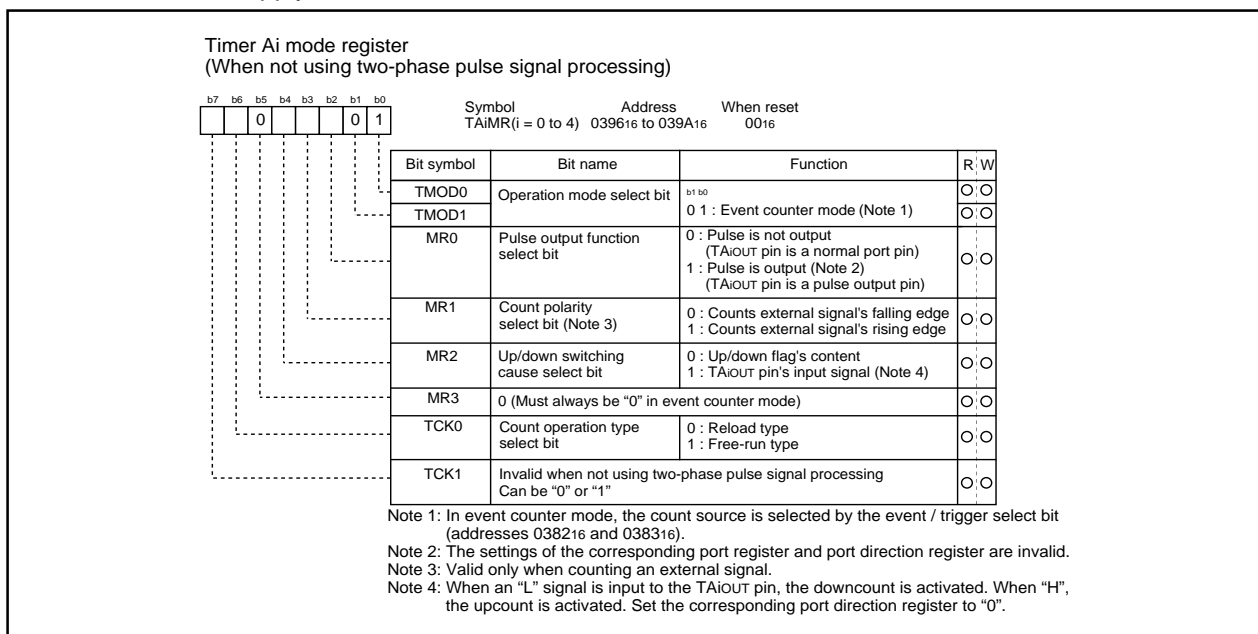 Timer Ai mode register
(When not using two-phase pulse signal processing)
b7 b6 b5 b4 b3 b2 b1 b0
0 0 1
Symbol Address When reset
TAiMR(i = 0 to 4) 039616 to 039A16 0016
Bit symbol Bit name Function R W
TMOD0 Operation mode select bit b1 b0
TMOD1 0 1 : Event counter mode (Note 1)
MR0 Pulse output function 0 : Pulse is not output
select bit (TAiOUT pin is a normal port pin)
1 : Pulse is output (Note 2)
(TAiOUT pin is a pulse output pin)
MR1 Count polarity 0 : Counts external signal's falling edge
select bit (Note 3) 1 : Counts external signal's rising edge
MR2 Up/down switching 0 : Up/down flag's content
cause select bit 1 : TAiOUT pin's input signal (Note 4)
MR3 0 (Must always be “0” in event counter mode)
TCK0 Count operation type 0 : Reload type
select bit 1 : Free-run type
TCK1 Invalid when not using two-phase pulse signal processing
Can be “0” or “1”
Note 1: In event counter mode, the count source is selected by the event / trigger select bit
(addresses 038216 and 038316).
Note 2: The settings of the corresponding port register and port direction register are invalid.
Note 3: Valid only when counting an external signal.
Note 4: When an “L” signal is input to the TAiOUT pin, the downcount is activated. When “H”,
the upcount is activated. Set the corresponding port direction register to “0”.